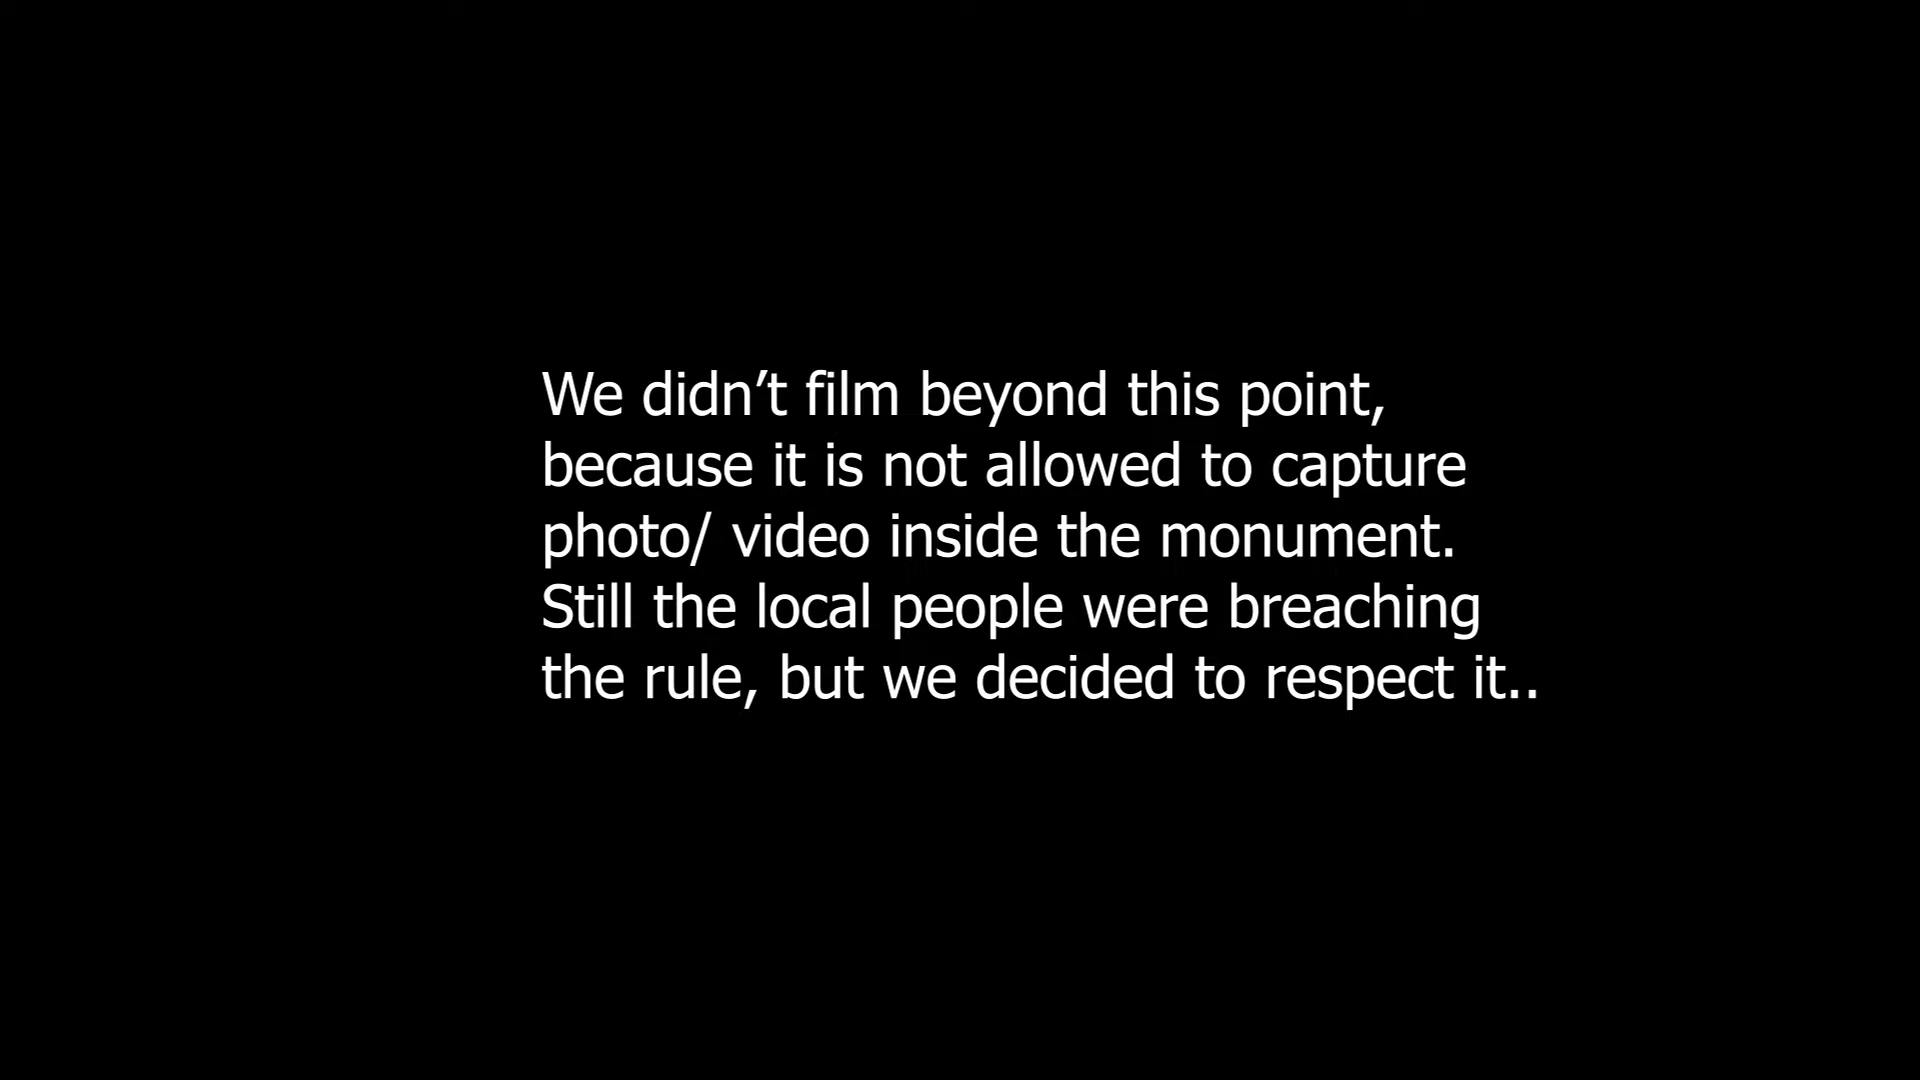 We didn’t film beyond this point,
because it is not allowed to capture
photo/ video inside the monument.
Still the local people were breaching
the rule, but we decided to respect it..